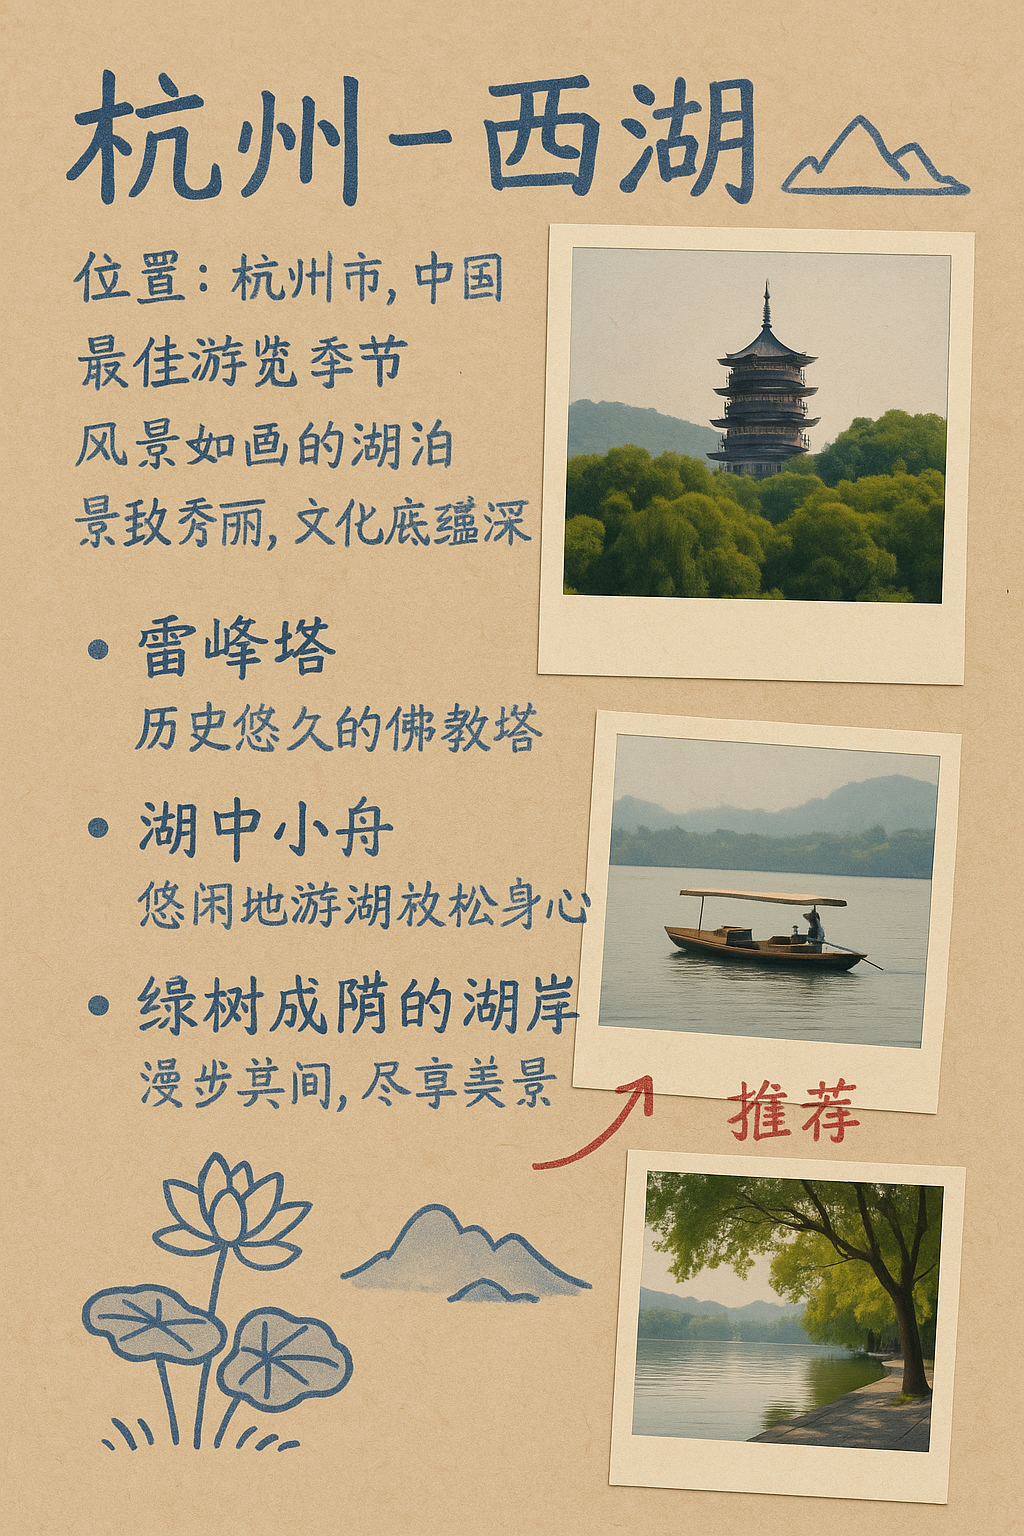 杭州-西湖
位置：杭州市,中国
最佳游览季节
风景如画的湖泊
景致秀丽,文化底蕴深
• 雷峰塔
历史悠久的佛教塔
• 湖中小舟
悠闲地游湖放松身心
• 绿树成荫的湖岸
漫步其间,尽享美景
推荐